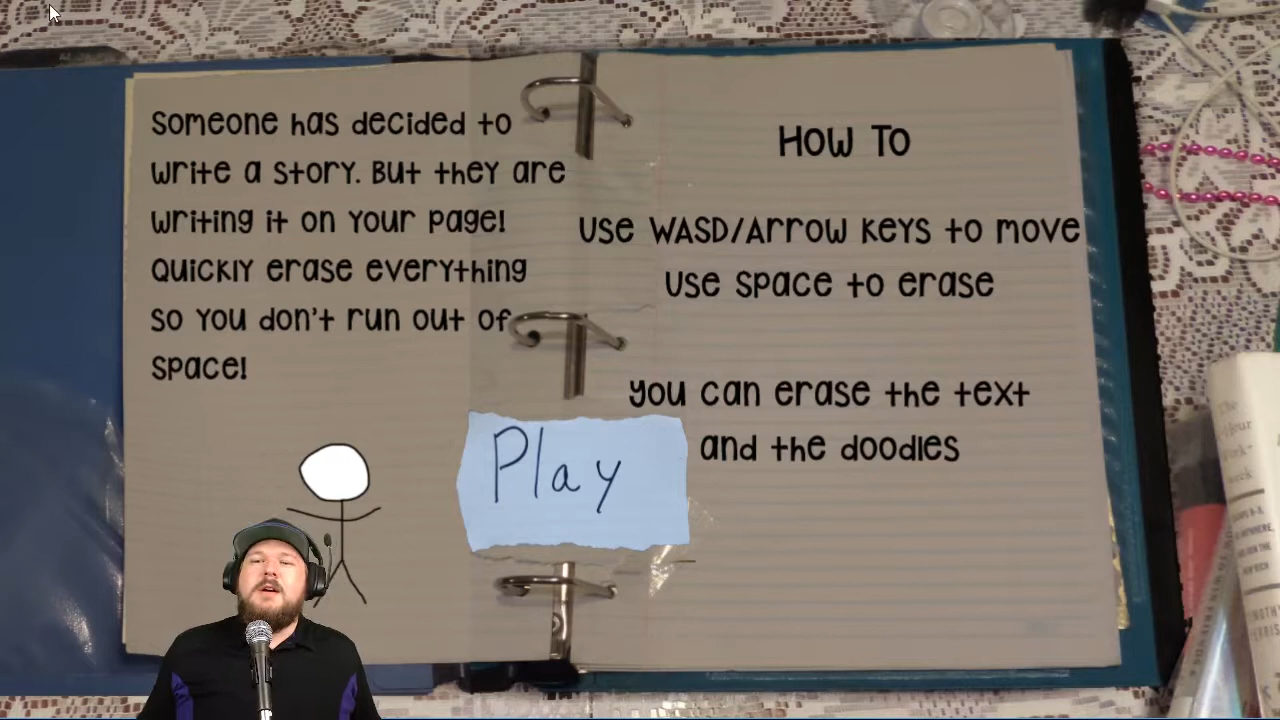 Someone has decided to
write a story. But they are
writing it on your page!
Quickly erase everything
so you don't run out of
space!
How To
Use WASD/Arrow keys to move
Use space to erase
you can erase the text
and the doodles
Play